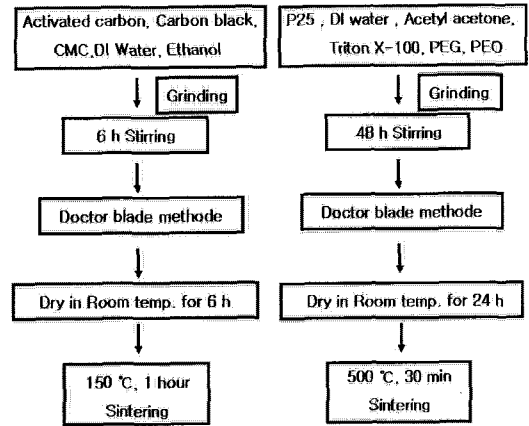 Activated carbon, Carbon black,
CMC,DI Water, Ethanol
Grinding
6 h Stirring
Doctor blade methode
Dry in Room temp. for 6 h
150 ℃, 1 hour
Sintering
P25 , DI water , Acetyl acetone,
Triton X-100, PEG, PEO
Grinding
48 h Stirring
Doctor blade methode
Dry in Room temp. for 24 h
500 ℃, 30 min
Sintering